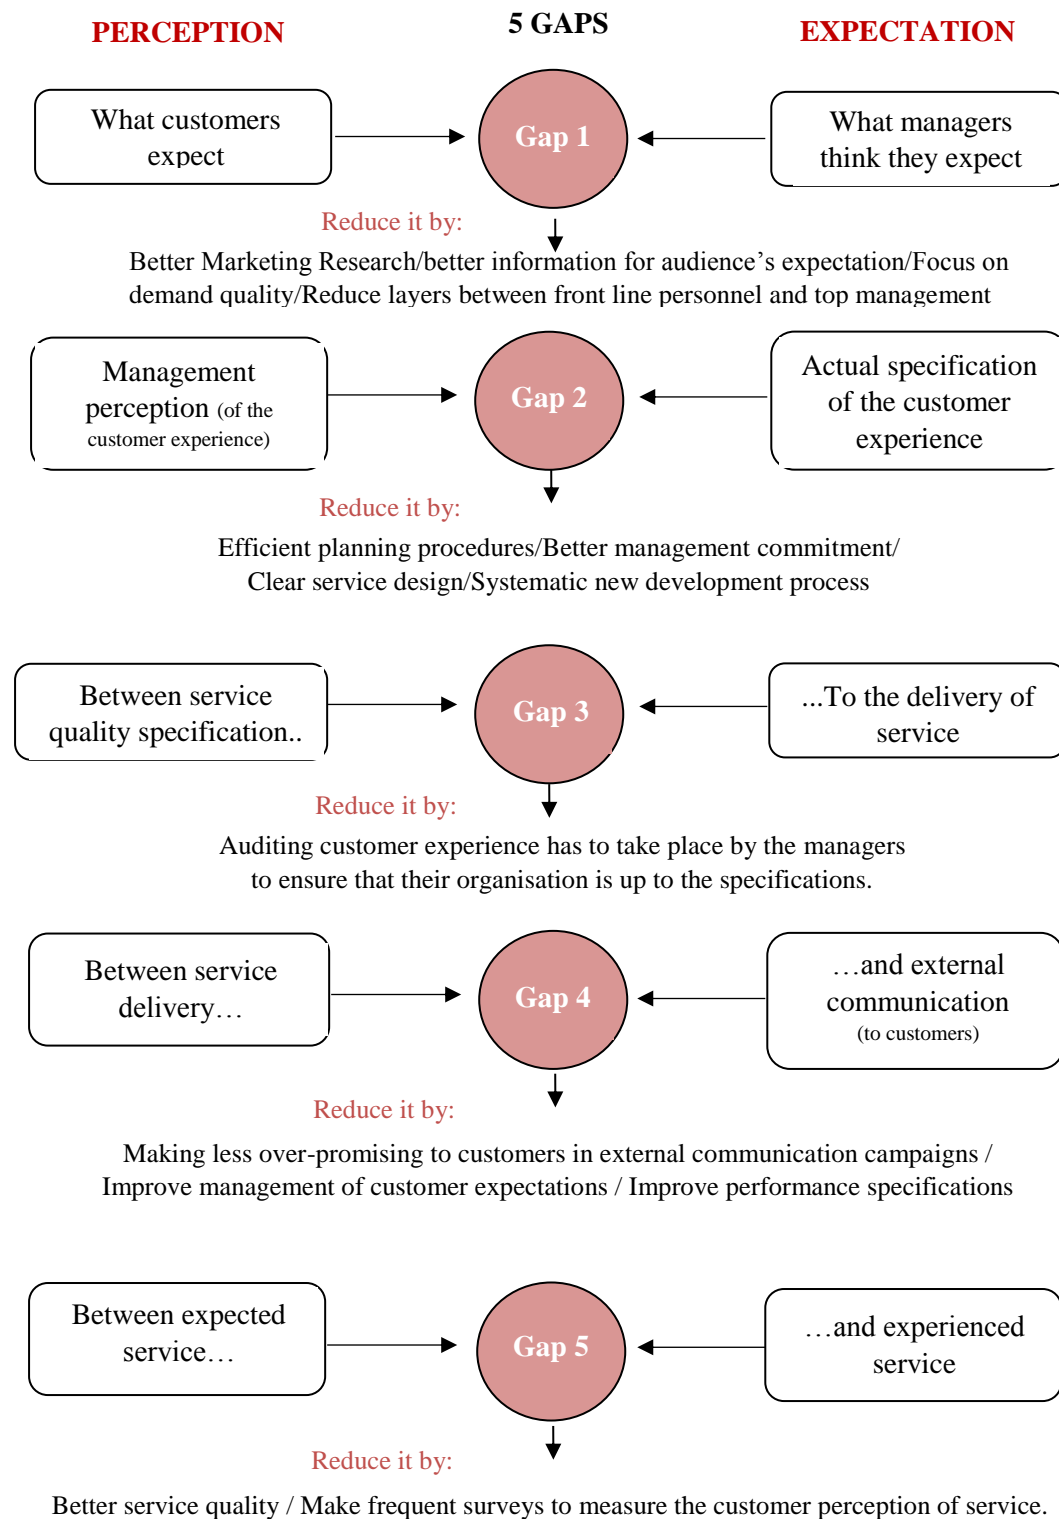 PERCEPTION
5 GAPS
EXPECTATION
What customers
expect
Gap 1
What managers
think they expect
Reduce it by:
Better Marketing Research/better information for audience’s expectation/Focus on
demand quality/Reduce layers between front line personnel and top management
Management
perception (of the
customer experience)
Gap 2
Actual specification
of the customer
experience
Reduce it by:
Efficient planning procedures/Better management commitment/
Clear service design/Systematic new development process
Between service
quality specification..
Gap 3
...To the delivery of
service
Reduce it by:
Auditing customer experience has to take place by the managers
to ensure that their organisation is up to the specifications.
Between service
delivery…
Gap 4
…and external
communication
(to customers)
Reduce it by:
Making less over-promising to customers in external communication campaigns /
Improve management of customer expectations / Improve performance specifications
Between expected
service…
Gap 5
…and experienced
service
Reduce it by:
Better service quality / Make frequent surveys to measure the customer perception of service.